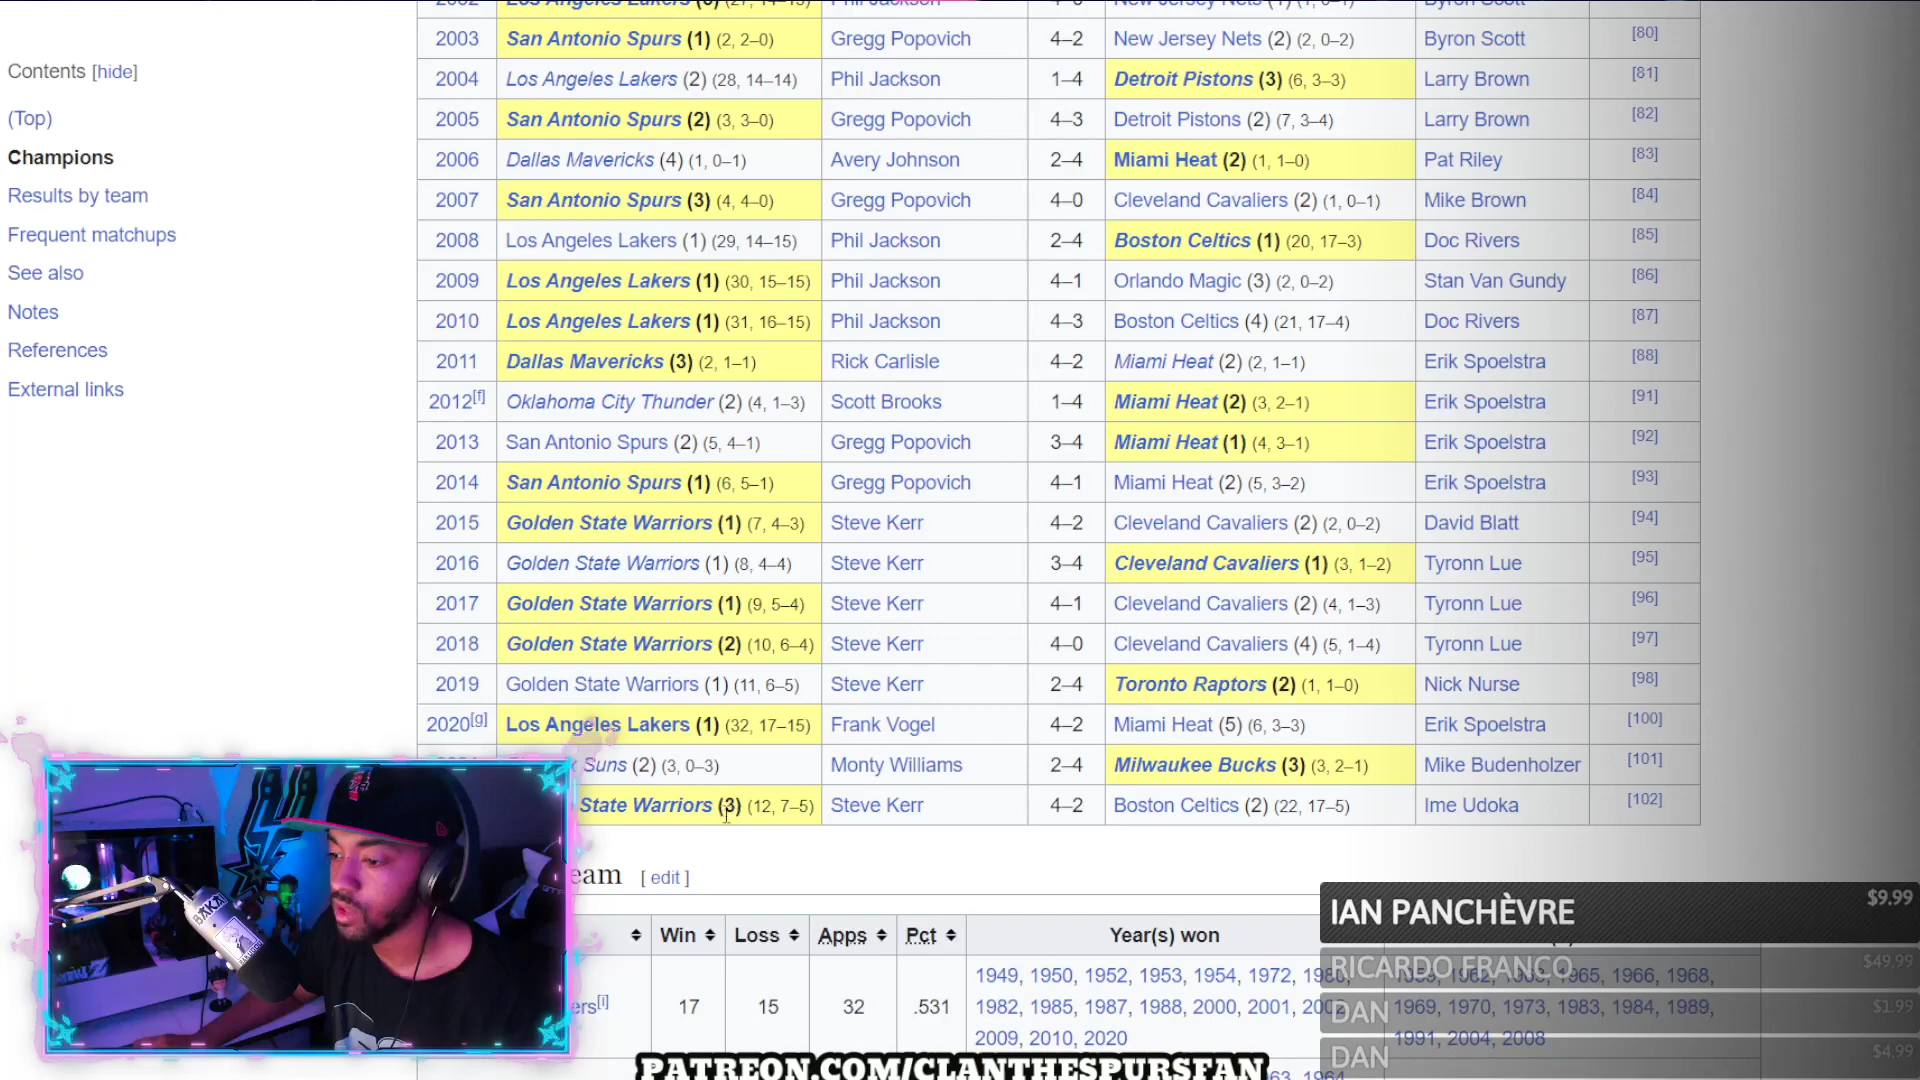 Los Angeles Lakers Phil Jackson New Jersey Nets Byron Scott
Contents [hide]
(Top)
Champions
Results by team
Frequent matchups
See also
Notes
References
External links
2003 San Antonio Spurs (1) (2, 2–0) Gregg Popovich 4–2 New Jersey Nets (2) (2, 0–2) Byron Scott [80]
2004 Los Angeles Lakers (2) (28, 14–14) Phil Jackson 1–4 Detroit Pistons (3) (6, 3–3) Larry Brown [81]
2005 San Antonio Spurs (2) (3, 3–0) Gregg Popovich 4–3 Detroit Pistons (2) (7, 3–4) Larry Brown [82]
2006 Dallas Mavericks (4) (1, 0–1) Avery Johnson 2–4 Miami Heat (2) (1, 1–0) Pat Riley [83]
2007 San Antonio Spurs (3) (4, 4–0) Gregg Popovich 4–0 Cleveland Cavaliers (2) (1, 0–1) Mike Brown [84]
2008 Los Angeles Lakers (1) (29, 14–15) Phil Jackson 2–4 Boston Celtics (1) (20, 17–3) Doc Rivers [85]
2009 Los Angeles Lakers (1) (30, 15–15) Phil Jackson 4–1 Orlando Magic (3) (2, 0–2) Stan Van Gundy [86]
2010 Los Angeles Lakers (1) (31, 16–15) Phil Jackson 4–3 Boston Celtics (4) (21, 17–4) Doc Rivers [87]
2011 Dallas Mavericks (3) (2, 1–1) Rick Carlisle 4–2 Miami Heat (2) (2, 1–1) Erik Spoelstra [88]
2012[f] Oklahoma City Thunder (2) (4, 1–3) Scott Brooks 1–4 Miami Heat (2) (3, 2–1) Erik Spoelstra [91]
2013 San Antonio Spurs (2) (5, 4–1) Gregg Popovich 3–4 Miami Heat (1) (4, 3–1) Erik Spoelstra [92]
2014 San Antonio Spurs (1) (6, 5–1) Gregg Popovich 4–1 Miami Heat (2) (5, 3–2) Erik Spoelstra [93]
2015 Golden State Warriors (1) (7, 4–3) Steve Kerr 4–2 Cleveland Cavaliers (2) (2, 0–2) David Blatt [94]
2016 Golden State Warriors (1) (8, 4–4) Steve Kerr 3–4 Cleveland Cavaliers (1) (3, 1–2) Tyronn Lue [95]
2017 Golden State Warriors (1) (9, 5–4) Steve Kerr 4–1 Cleveland Cavaliers (2) (4, 1–3) Tyronn Lue [96]
2018 Golden State Warriors (2) (10, 6–4) Steve Kerr 4–0 Cleveland Cavaliers (4) (5, 1–4) Tyronn Lue [97]
2019 Golden State Warriors (1) (11, 6–5) Steve Kerr 2–4 Toronto Raptors (2) (1, 1–0) Nick Nurse [98]
2020[g] Los Angeles Lakers (1) (32, 17–15) Frank Vogel 4–2 Miami Heat (5) (6, 3–3) Erik Spoelstra [100]
Suns (2) (3, 0–3) Monty Williams 2–4 Milwaukee Bucks (3) (3, 2–1) Mike Budenholzer [101]
State Warriors (3) (12, 7–5) Steve Kerr 4–2 Boston Celtics (2) (22, 17–5) Ime Udoka [102]
eam [ edit ]
Win Loss Apps Pct Year(s) won
ers[i] 17 15 32 .531
1949, 1950, 1952, 1953, 1954, 1972, 1980,
1982, 1985, 1987, 1988, 2000, 2001, 2002,
2009, 2010, 2020
1959, 1962, 1963, 1965, 1966, 1968,
1969, 1970, 1973, 1983, 1984, 1989,
1991, 2004, 2008
63, 1964
IAN PANCHÈVRE $9.99
RICARDO FRANCO $49.99
DAN $1.99
DAN $4.99
BAKA!
PATREON.COM/CLANTHESPURSFAN